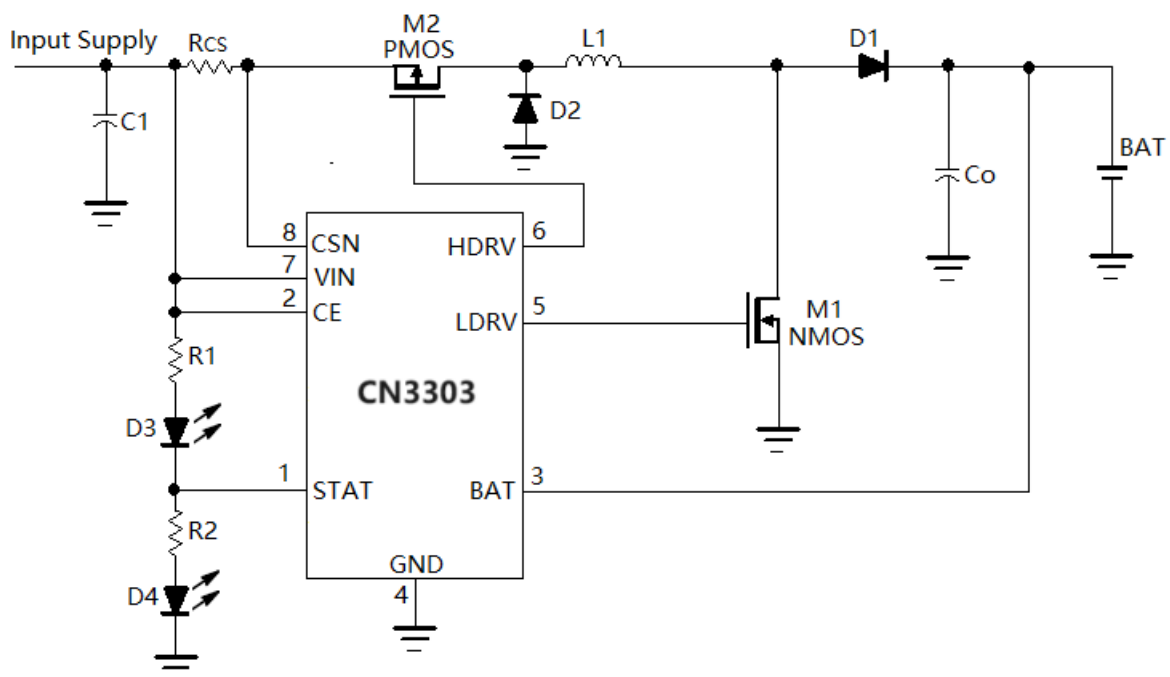 Input Supply
RCS
M2
PMOS
L1
D1
C1
D2
Co
BAT
8
CSN
7
VIN
2
CE
HDRV
6
LDRV
5
M1
NMOS
R1
CN3303
D3
1
STAT
BAT
3
R2
GND
4
D4